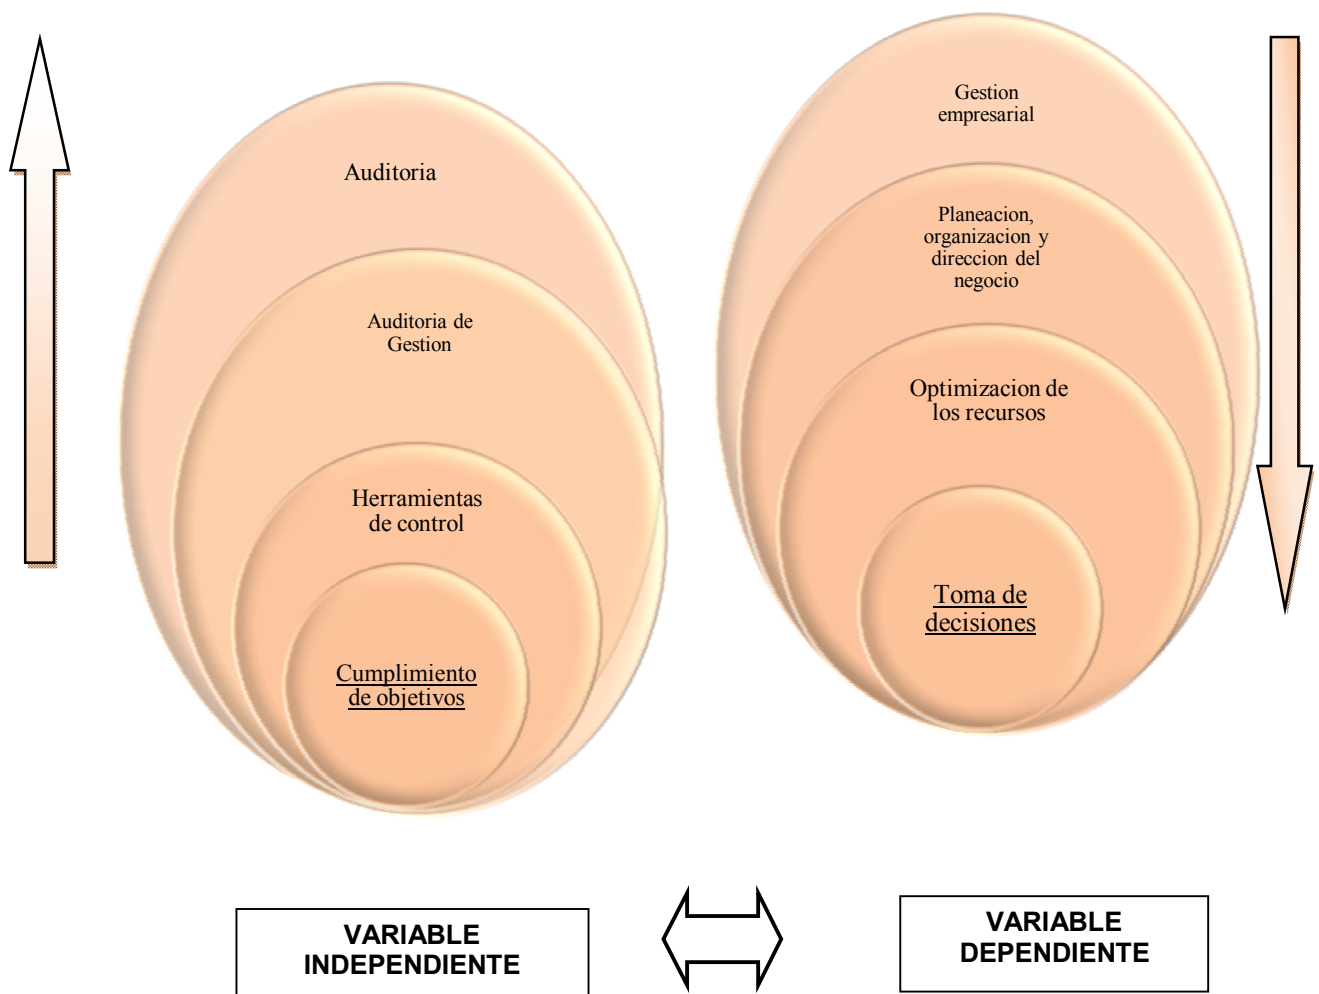 Auditoria
Auditoria de
Gestion
Herramientas
de control
Cumplimiento
de objetivos
Gestion
empresarial
Planeacion,
organizacion y
direccion del
negocio
Optimizacion de
los recursos
Toma de
decisiones
VARIABLE
INDEPENDIENTE
VARIABLE
DEPENDIENTE